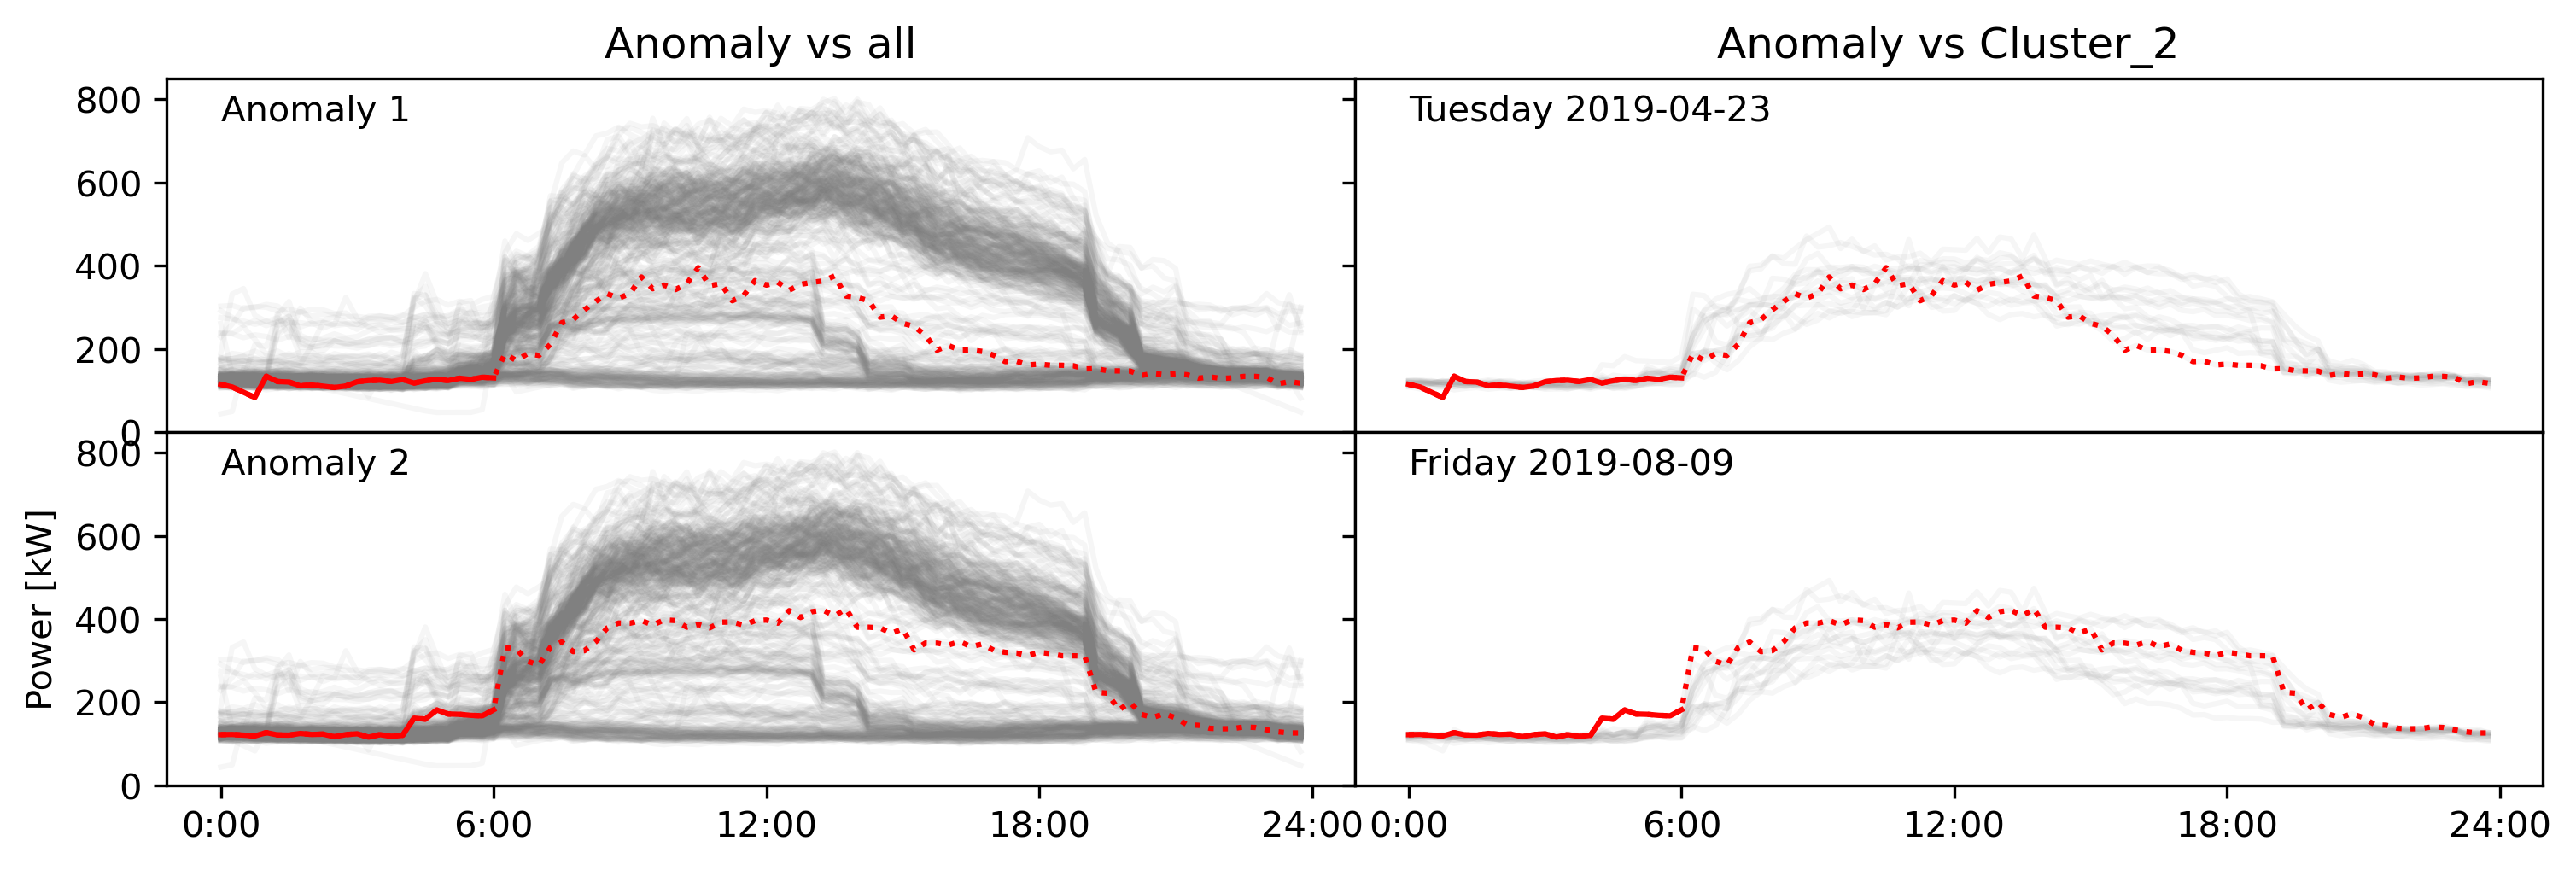 Anomaly vs all
Anomaly vs Cluster_2
800
600
400
200
0
Anomaly 1
Tuesday 2019-04-23
Power [kW]
800
600
400
200
0
Anomaly 2
Friday 2019-08-09
0:00 6:00 12:00 18:00 24:00
0:00 6:00 12:00 18:00 24:00